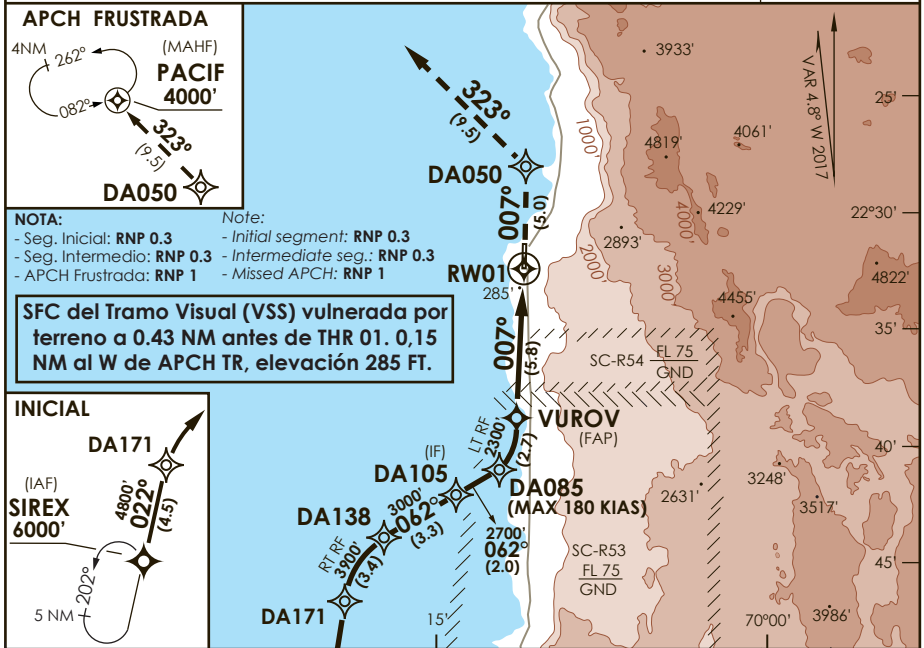 APCH FRUSTRADA
4NM
262°
082°
(MAHF)
PACIF
4000'
323°
(9.5)
DA050
NOTA:
- Seg. Inicial: RNP 0.3
- Seg. Intermedio: RNP 0.3
- APCH Frustrada: RNP 1
Note:
- Initial segment: RNP 0.3
- Intermediate seg.: RNP 0.3
- Missed APCH: RNP 1
SFC del Tramo Visual (VSS) vulnerada por
terreno a 0.43 NM antes de THR 01. 0,15
NM al W de APCH TR, elevación 285 FT.
INICIAL
DA171
(IAF)
SIREX
6000'
4800'
022°
(4.5)
202°
5 NM
323°
(9.5)
DA050
007°
(5.0)
RW01
285'
007°
(5.8)
VUROV
(FAP)
LT RF
2300'
(2.7)
(IF)
DA105
DA085
(MAX 180 KIAS)
2700'
062°
(2.0)
3000'
062°
(3.3)
DA138
RT RF
3900'
(3.4)
DA171
15'
1000'
2000'
3000'
4000'
3933'
4819'
4061'
4229'
2893'
4822'
4455'
SC-R54
FL 75
GND
2631'
3248'
3517'
SC-R53
FL 75
GND
3986'
VAR 4.8° W 2017
25'
22°30'
35'
40'
45'
70°00'